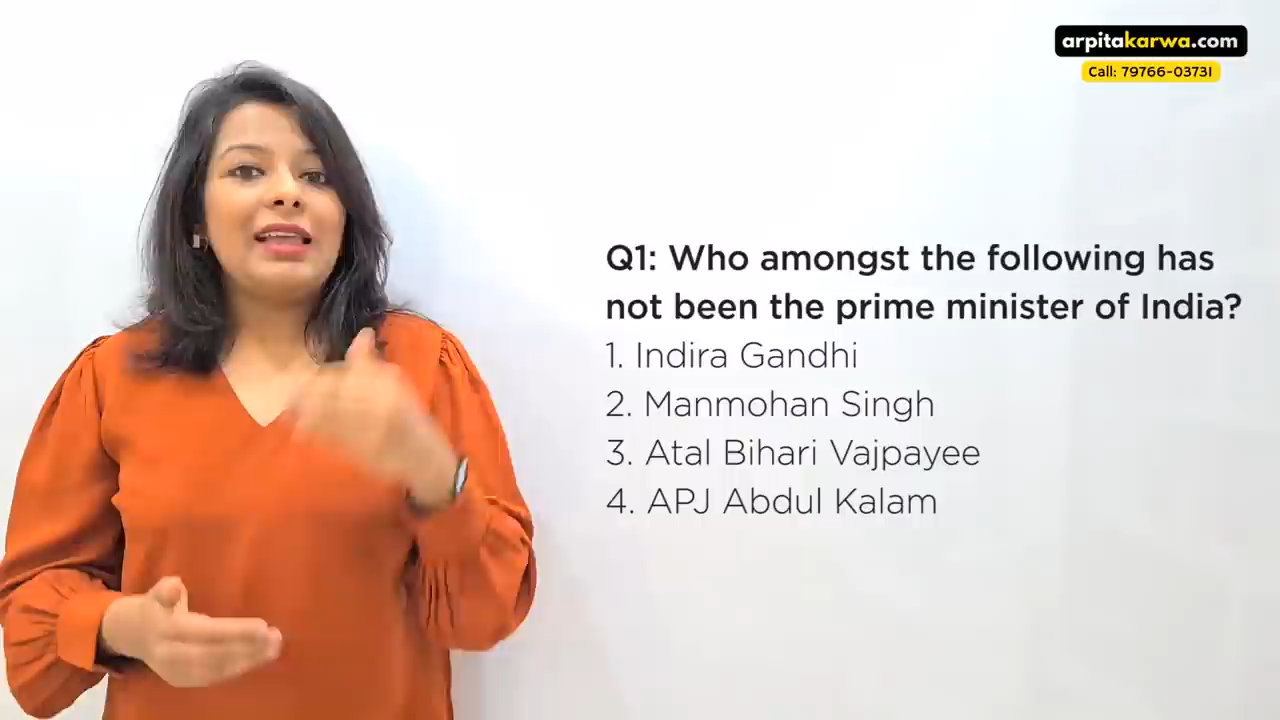 arpitakarwa.com
Call: 79766-03731
Q1: Who amongst the following has
not been the prime minister of India?
1. Indira Gandhi
2. Manmohan Singh
3. Atal Bihari Vajpayee
4. APJ Abdul Kalam